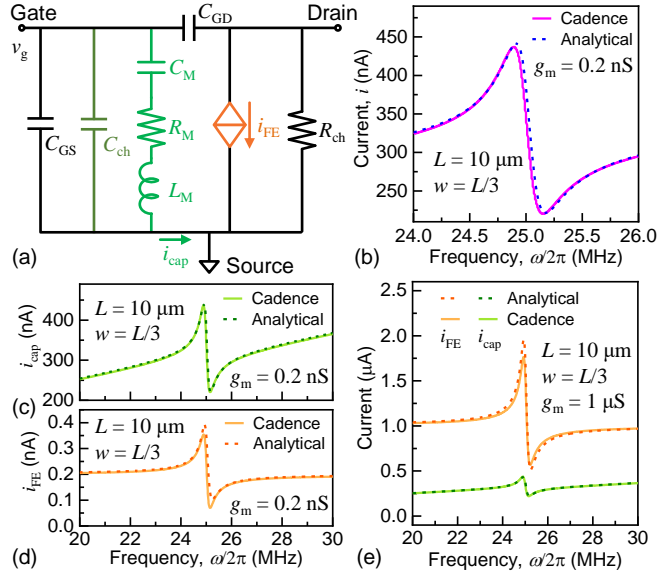 Gate
C_GD
Drain
v_g
C_GS
C_ch
C_M
R_M
L_M
i_FE
R_ch
i_cap
Source
(a)
Current, i (nA)
450
400
350
300
250
Cadence
Analytical
g_m = 0.2 nS
L = 10 μm
w = L/3
24.0 24.5 25.0 25.5 26.0
Frequency, ω/2π (MHz)
(b)
i_cap (nA)
400
300
200
L = 10 μm
w = L/3
Cadence
Analytical
g_m = 0.2 nS
(c)
i_FE (nA)
0.4
0.3
0.2
0.1
0.0
L = 10 μm
w = L/3
Cadence
Analytical
g_m = 0.2 nS
20 22 24 26 28 30
Frequency, ω/2π (MHz)
(d)
Current (μA)
2.5
2.0
1.5
1.0
0.5
0.0
Analytical
Cadence
i_FE i_cap
L = 10 μm
w = L/3
g_m = 1 μS
20 22 24 26 28 30
Frequency, ω/2π (MHz)
(e)